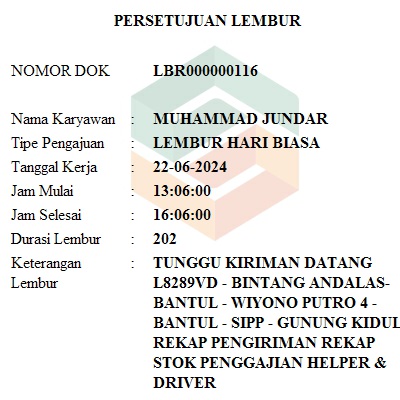 PERSETUJUAN LEMBUR
NOMOR DOK LBR000000116
Nama Karyawan : MUHAMMAD JUNDAR
Tipe Pengajuan : LEMBUR HARI BIASA
Tanggal Kerja : 22-06-2024
Jam Mulai : 13:06:00
Jam Selesai : 16:06:00
Durasi Lembur : 202
Keterangan : TUNGGU KIRIMAN DATANG
Lembur L8289VD - BINTANG ANDALAS-
BANTUL - WIYONO PUTRO 4 -
BANTUL - SIPP - GUNUNG KIDUL
REKAP PENGIRIMAN REKAP
STOK PENGGAJIAN HELPER &
DRIVER